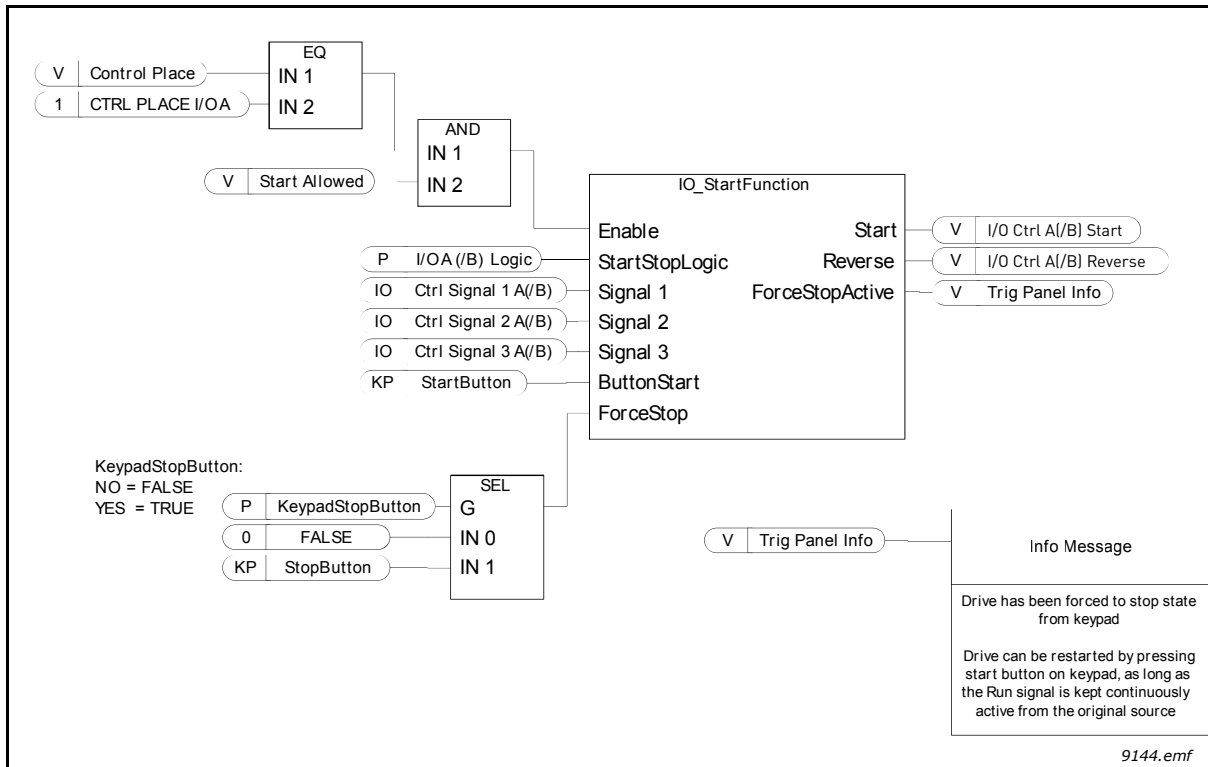 EQ
V Control Place
IN 1
1 CTRL PLACE I/OA
IN 2
AND
IN 1
V Start Allowed
IN 2
IO_StartFunction
Enable
Start
V I/O Ctrl A(/B) Start
P I/OA (/B) Logic
StartStopLogic
Reverse
V I/O Ctrl A(/B) Reverse
IO Ctrl Signal 1 A(/B)
Signal 1
ForceStopActive
V Trig Panel Info
IO Ctrl Signal 2 A(/B)
Signal 2
IO Ctrl Signal 3 A(/B)
Signal 3
KP StartButton
ButtonStart
ForceStop
KeypadStopButton:
NO = FALSE
YES = TRUE
SEL
P KeypadStopButton
G
0 FALSE
IN 0
KP StopButton
IN 1
V Trig Panel Info
Info Message
Drive has been forced to stop state
from keypad
Drive can be restarted by pressing
start button on keypad, as long as
the Run signal is kept continuously
active from the original source
9144.emf